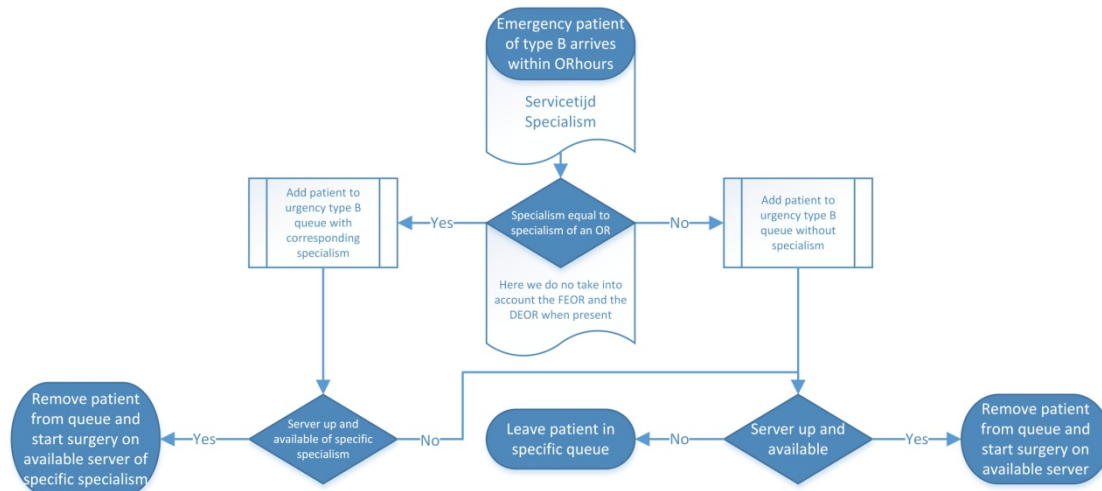 Emergency patient
of type B arrives
within ORhours
Servicetijd
Specialism
Add patient to
urgency type B
queue with
corresponding
specialism
Yes
Specialism equal to
specialism of an OR
No
Add patient to
urgency type B
queue without
specialism
Here we do no take into
account the FEOR and the
DEOR when present
Remove patient
from queue and
start surgery on
available server of
specific specialism
Yes
Server up and
available of specific
specialism
No
Leave patient in
specific queue
No
Server up and
available
Yes
Remove patient
from queue and
start surgery on
available server